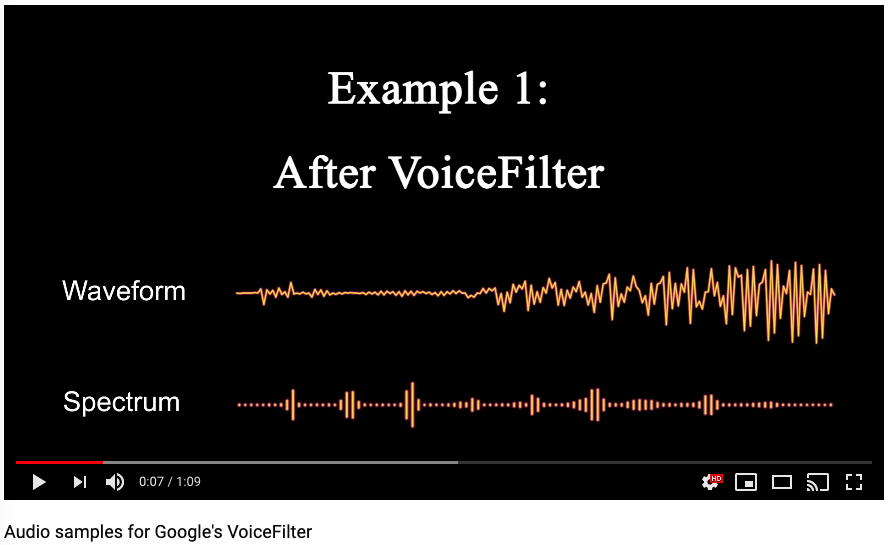 Example 1:
After VoiceFilter
Waveform
Spectrum
0:07 / 1:09
HD
Audio samples for Google's VoiceFilter